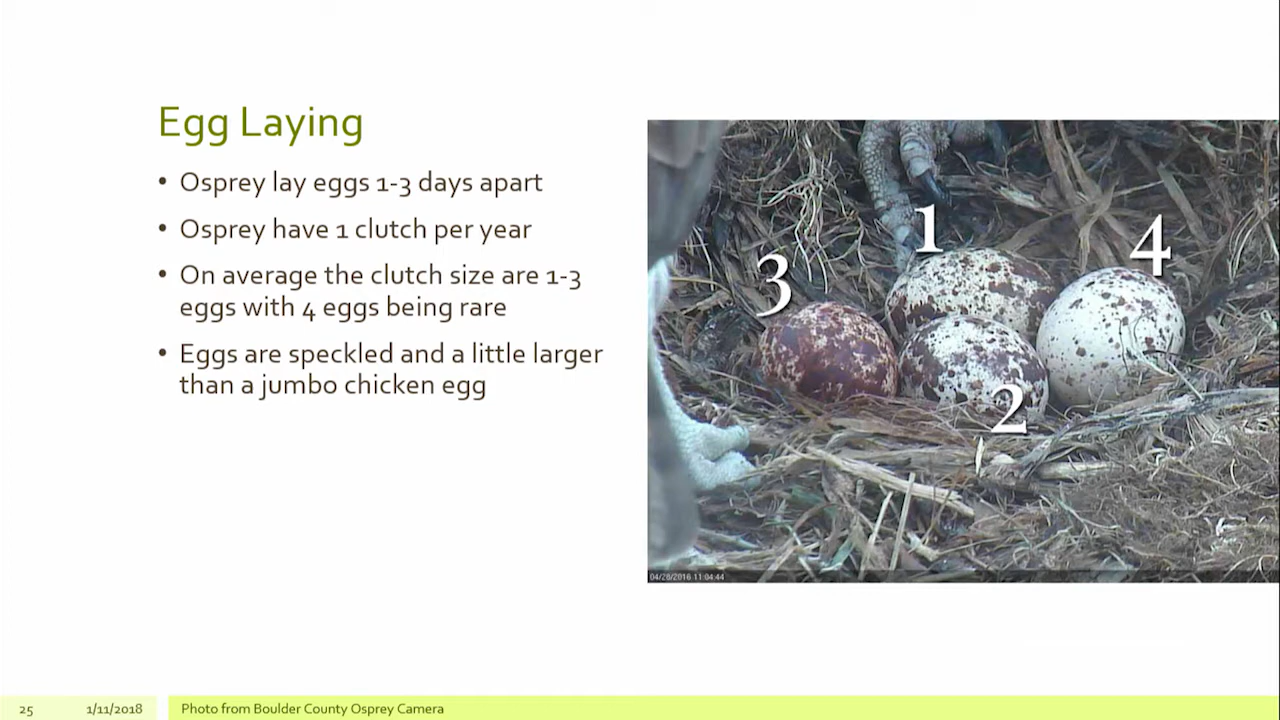 Egg Laying
• Osprey lay eggs 1-3 days apart
• Osprey have 1 clutch per year
• On average the clutch size are 1-3
eggs with 4 eggs being rare
• Eggs are speckled and a little larger
than a jumbo chicken egg
1
4
3
2
04/28/2016 11:04:44
25
1/11/2018
Photo from Boulder County Osprey Camera